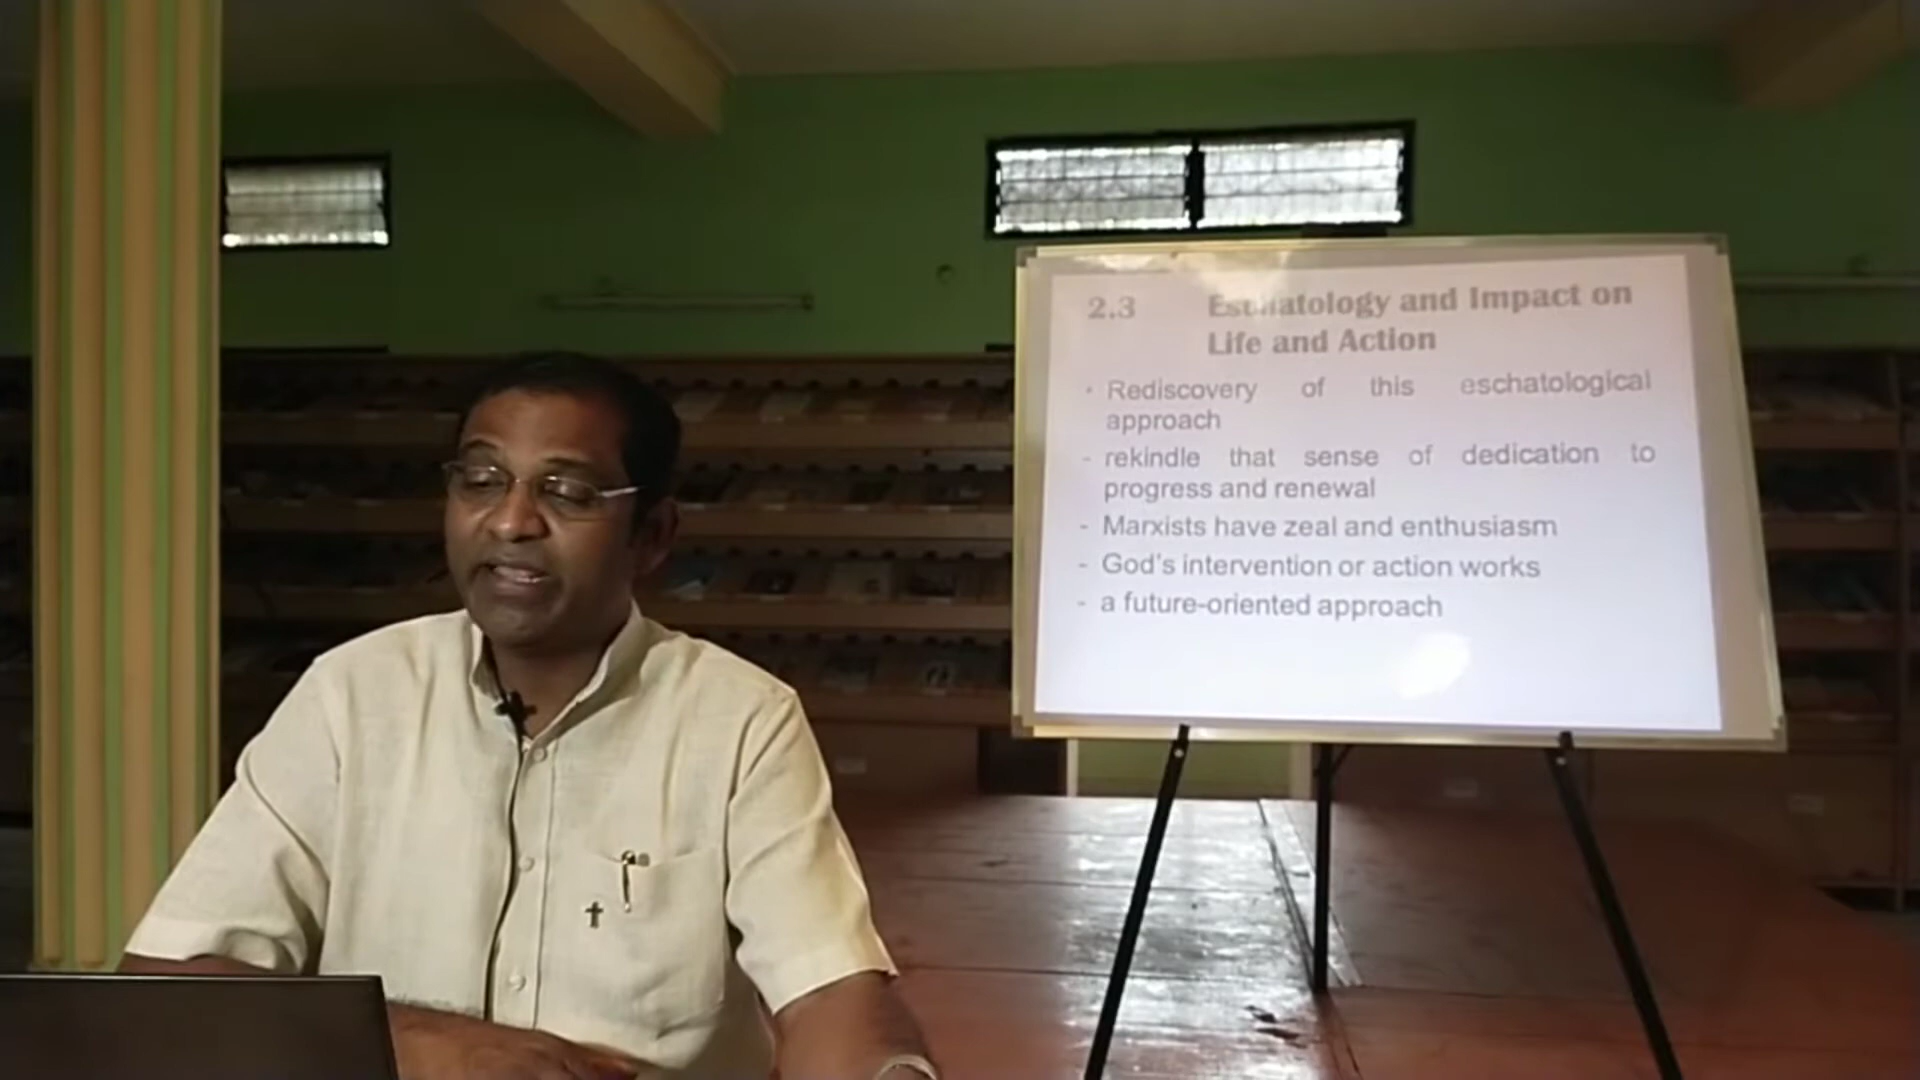 2.3 Eschatology and Impact on
Life and Action
• Rediscovery of this eschatological
approach
- rekindle that sense of dedication to
progress and renewal
- Marxists have zeal and enthusiasm
- God's intervention or action works
- a future-oriented approach